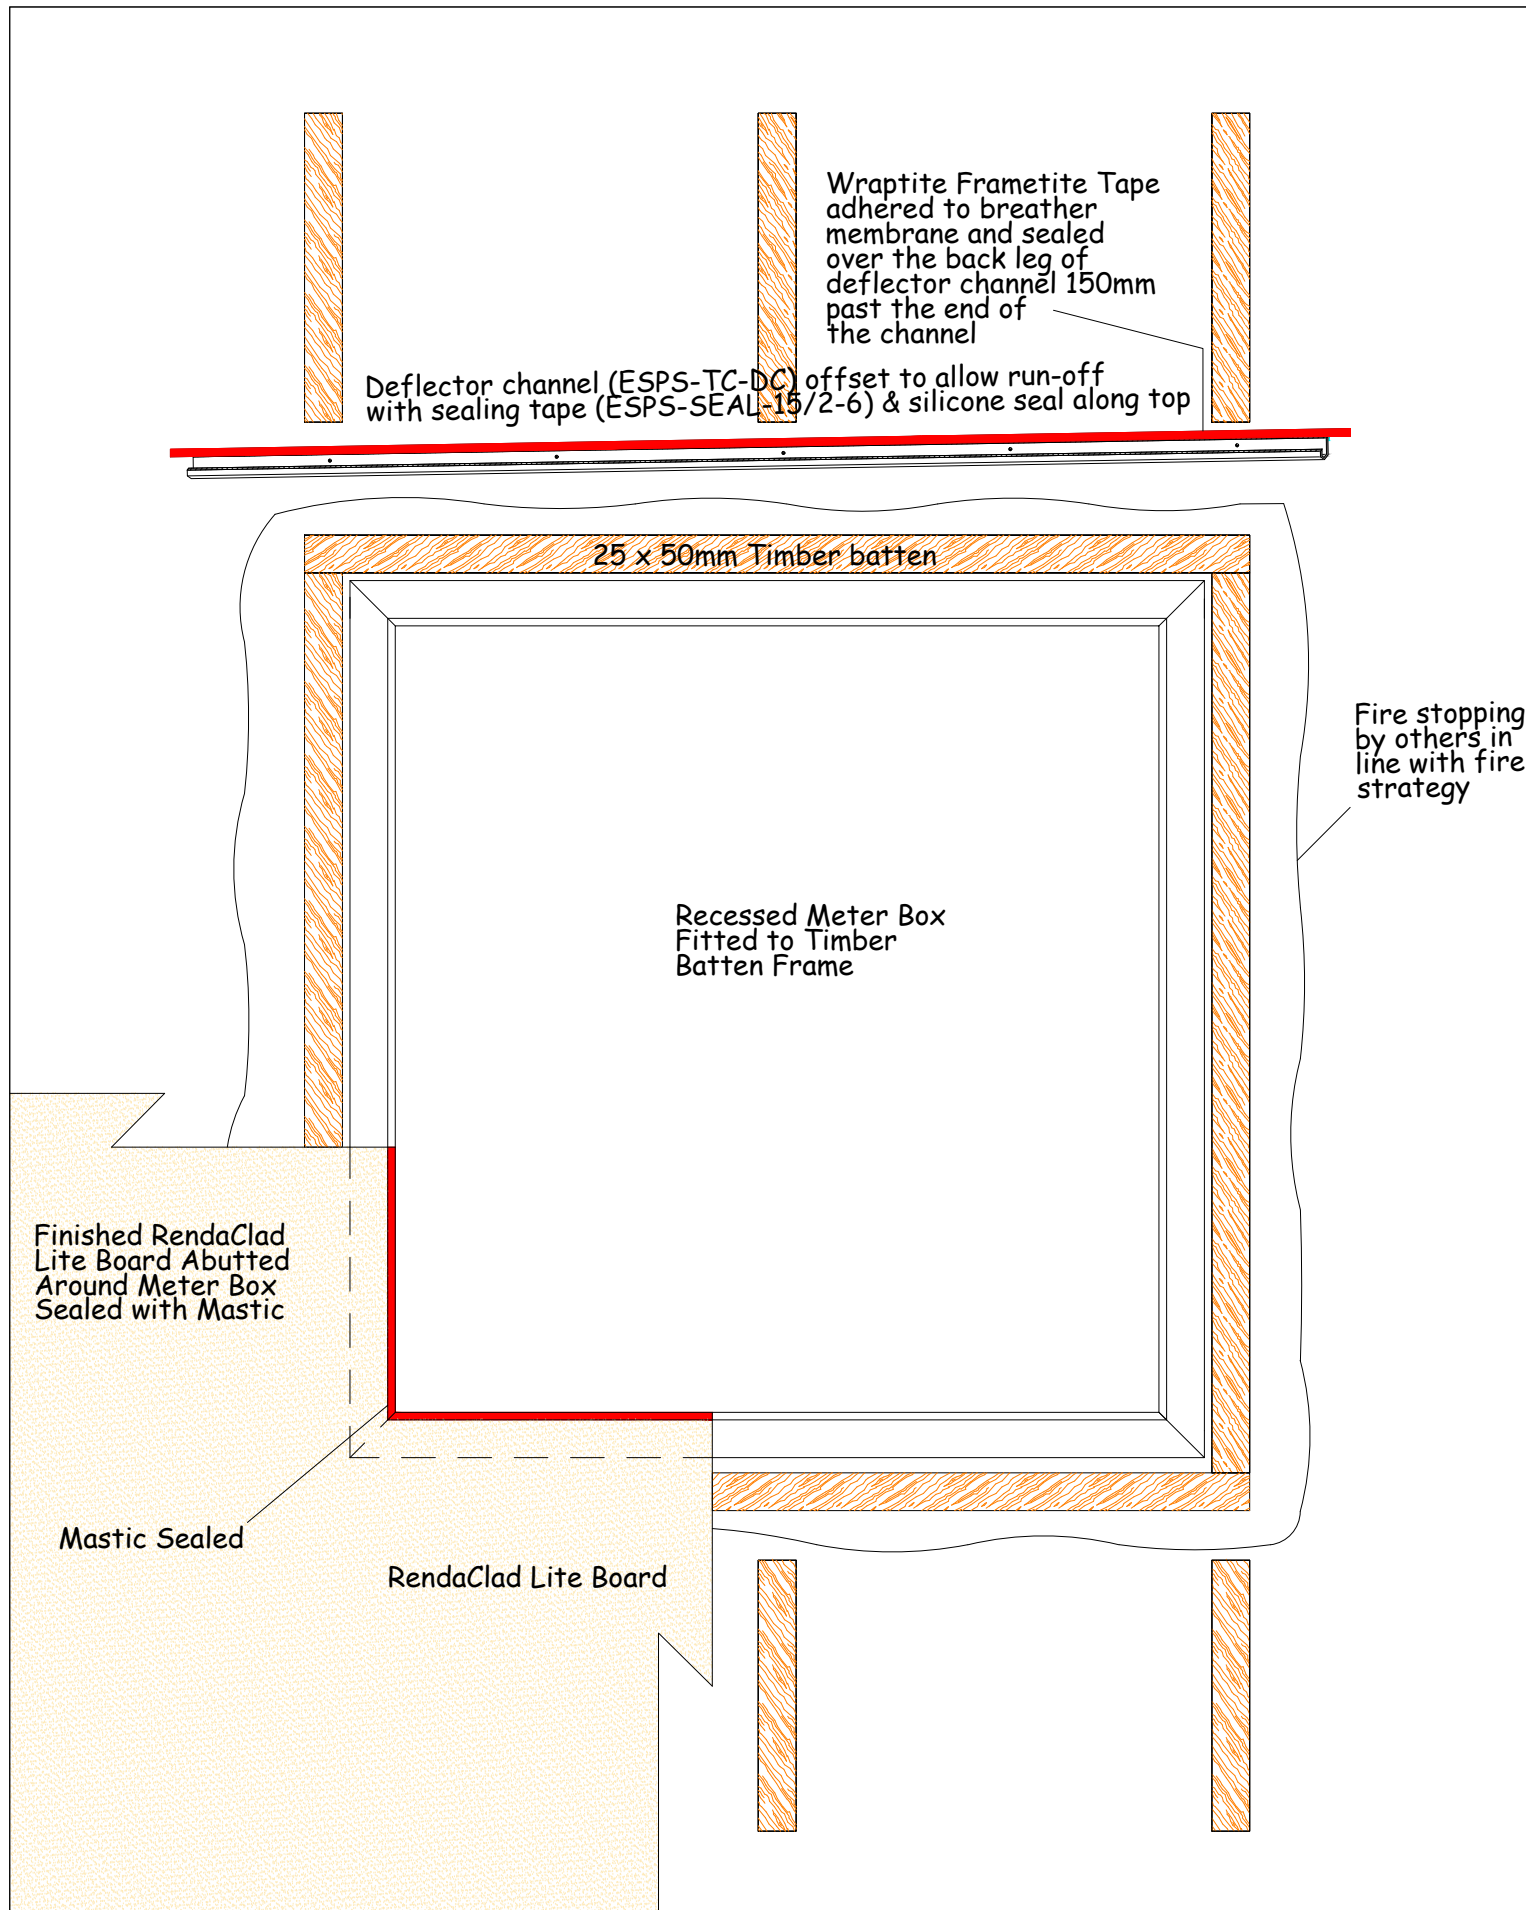 Wraptite Frametite Tape
adhered to breather
membrane and sealed
over the back leg of
deflector channel 150mm
past the end of
the channel
Deflector channel (ESPS-TC-DC) offset to allow run-off
with sealing tape (ESPS-SEAL-15/2-6) & silicone seal along top
25 x 50mm Timber batten
Fire stopping
by others in
line with fire
strategy
Recessed Meter Box
Fitted to Timber
Batten Frame
Finished RendaClad
Lite Board Abutted
Around Meter Box
Sealed with Mastic
Mastic Sealed
RendaClad Lite Board